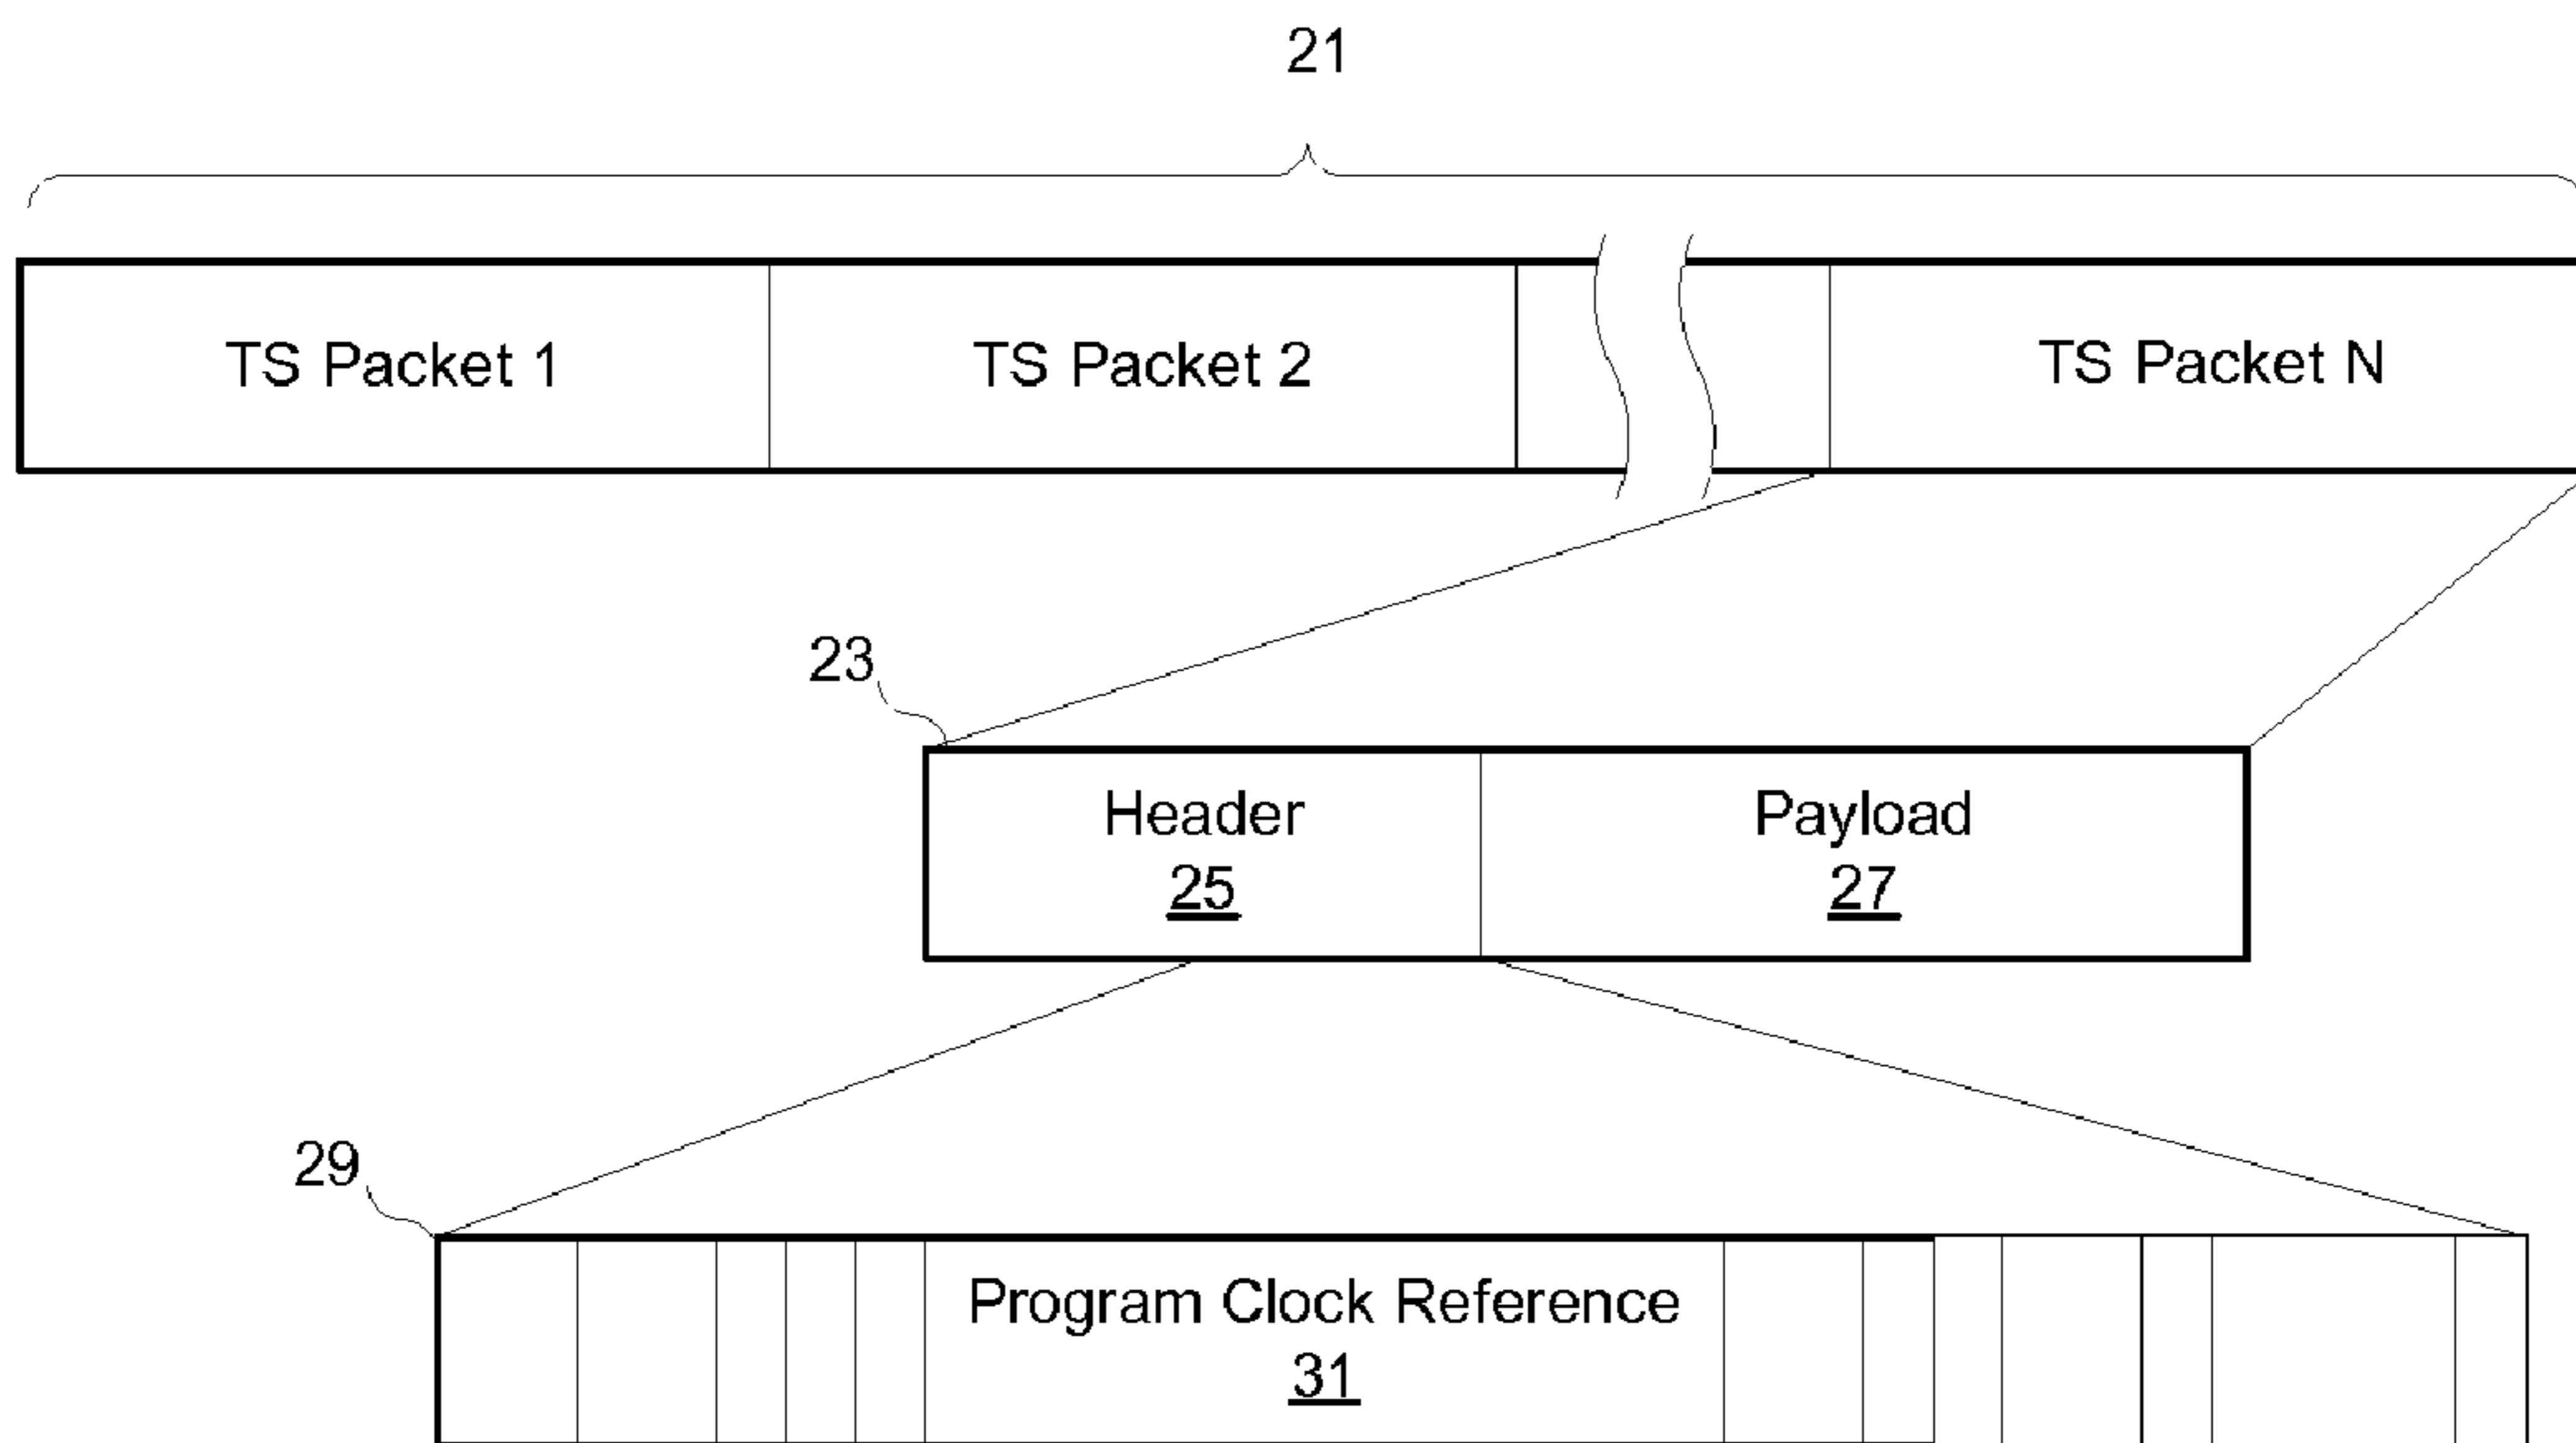 21
TS Packet 1
TS Packet 2
TS Packet N
23
Header
25
Payload
27
29
Program Clock Reference
31